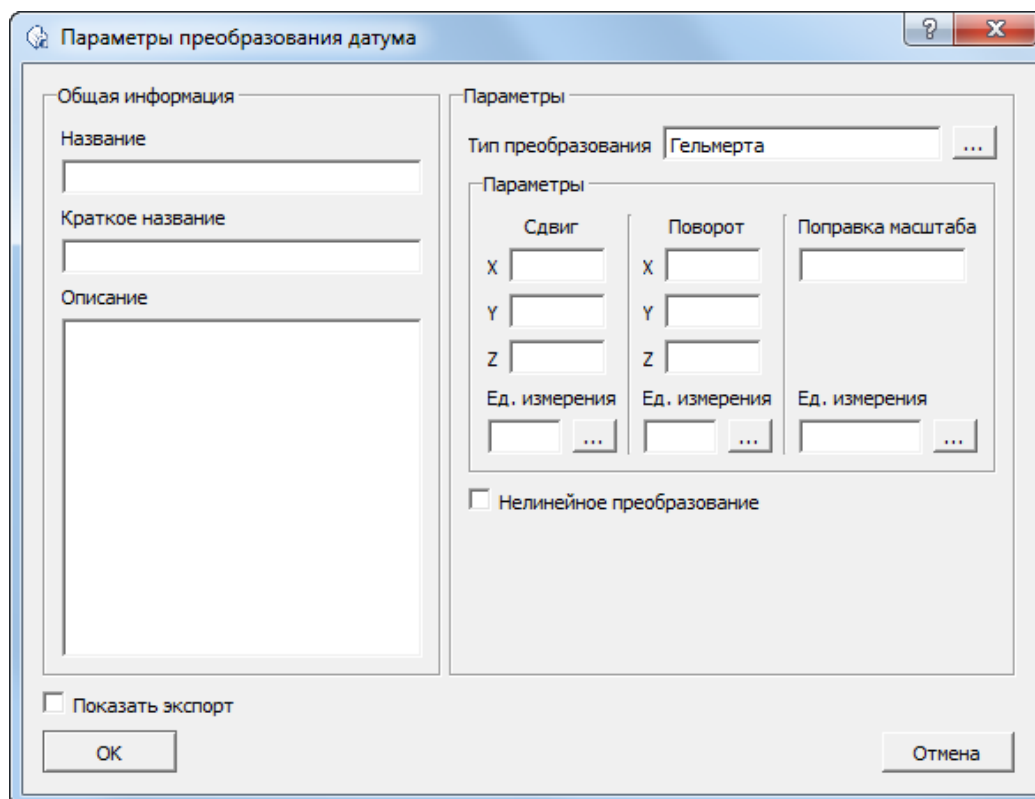 Параметры преобразования датума
Общая информация
Название
Краткое название
Описание
Параметры
Тип преобразования Гельмерта ...
Параметры
Сдвиг Поворот Поправка масштаба
X X
Y Y
Z Z
Ед. измерения Ед. измерения Ед. измерения
... ... ...
Нелинейное преобразование
Показать экспорт
OK Отмена